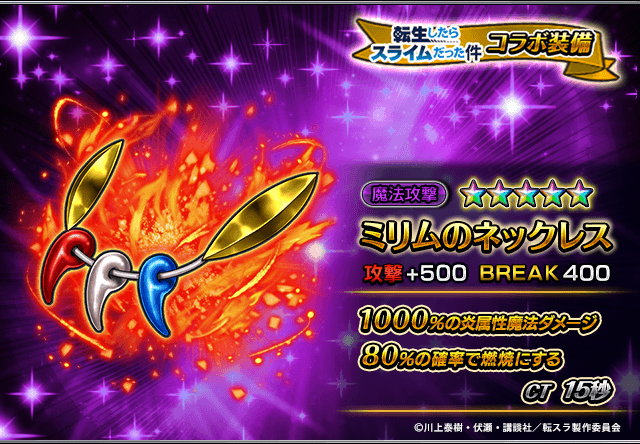 転生したら
スライムだった件 コラボ装備
魔法攻撃 ★★★★★
ミリムのネックレス
攻撃+500 BREAK 400
1000%の炎属性魔法ダメージ
80%の確率で燃焼にする
CT 15秒
©川上泰樹・伏瀬・講談社／転スラ製作委員会